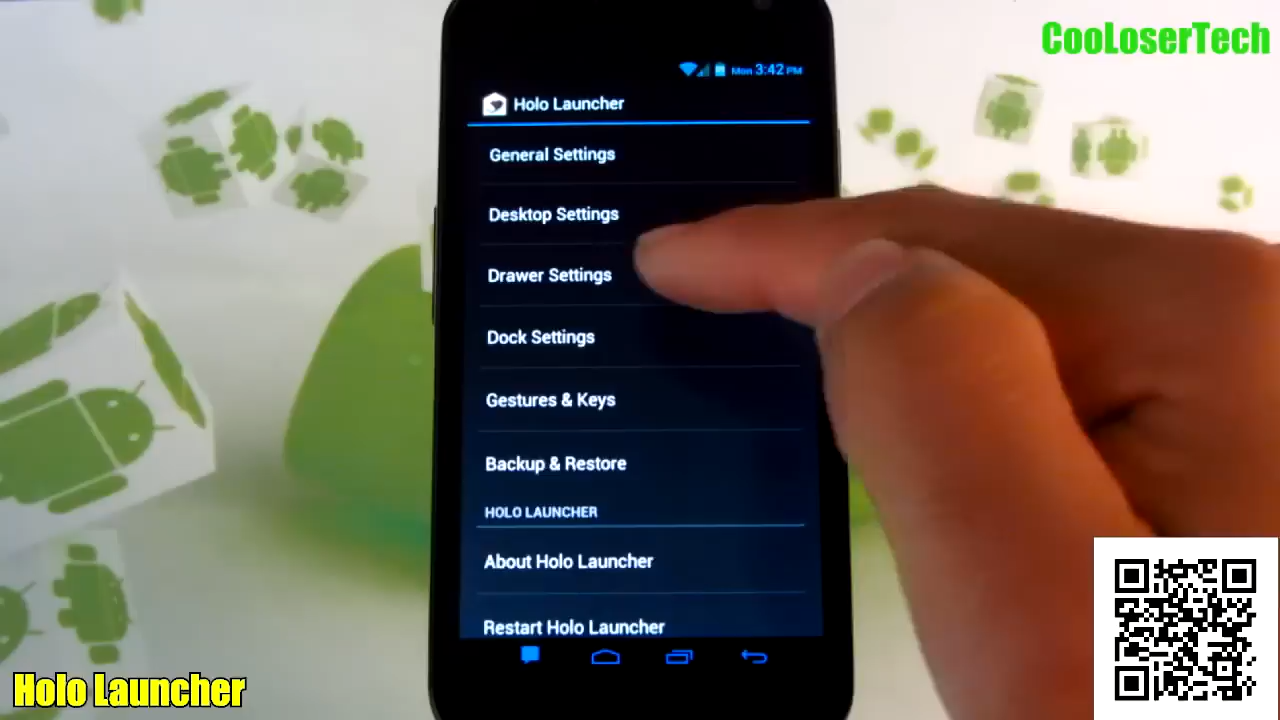 CooLoserTech
Mon 3:42 PM
Holo Launcher
General Settings
Desktop Settings
Drawer Settings
Dock Settings
Gestures & Keys
Backup & Restore
HOLO LAUNCHER
About Holo Launcher
Restart Holo Launcher
Holo Launcher